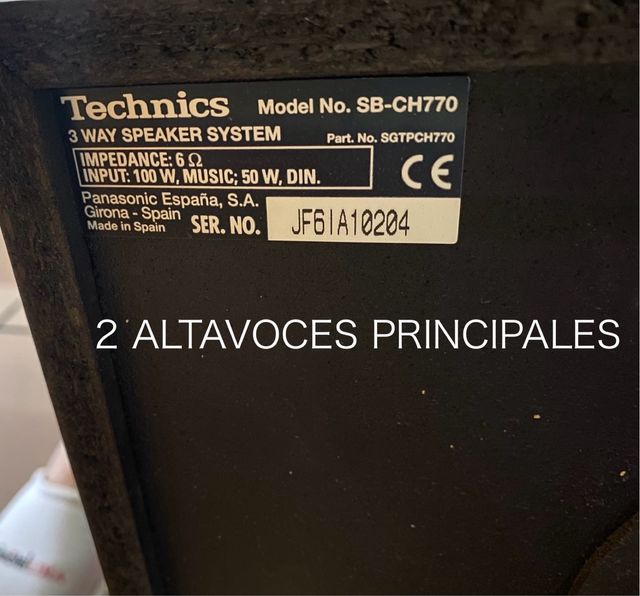 Technics Model No. SB-CH770
3 WAY SPEAKER SYSTEM Part. No. SGTPCH770
IMPEDANCE: 6 Ω
INPUT: 100 W, MUSIC; 50 W, DIN.
CE
Panasonic España, S.A.
Girona - Spain
Made in Spain SER. NO. JF6IA10204
2 ALTAVOCES PRINCIPALES